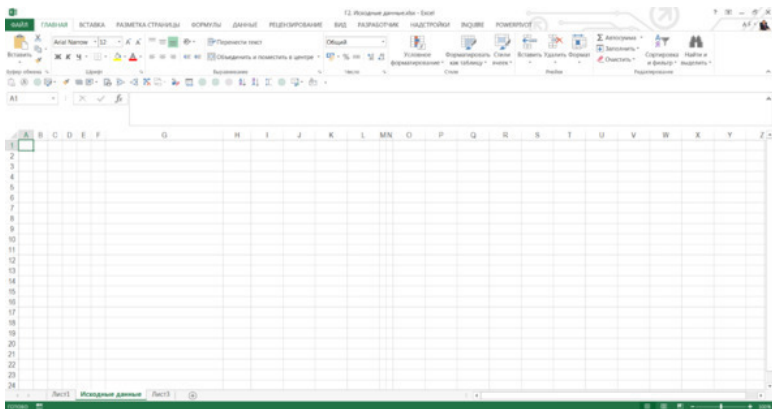 12. Исходные данные.xlsx - Excel
ФАЙЛ ГЛАВНАЯ ВСТАВКА РАЗМЕТКА СТРАНИЦЫ ФОРМУЛЫ ДАННЫЕ РЕЦЕНЗИРОВАНИЕ ВИД РАЗРАБОТЧИК НАДСТРОЙКИ INQUIRE POWERPIVOT
Arial Narrow 12 Перенести текст Общий Автосумма
Вставить Объединить и поместить в центре Условное Форматировать Стили Вставить Удалить Формат Заполнить Сортировка Найти и
форматирование как таблицу ячеек Очистить и фильтр выделить
Буфер обмена Шрифт Выравнивание Число Стили Ячейки Редактирование
A1 fx
A B C D E F G H I J K L M N O P Q R S T U V W X Y Z
1
2
3
4
5
6
7
8
9
10
11
12
13
14
15
16
17
18
19
20
21
22
23
24
Лист1 Исходные данные Лист3
ГОТОВО 100%